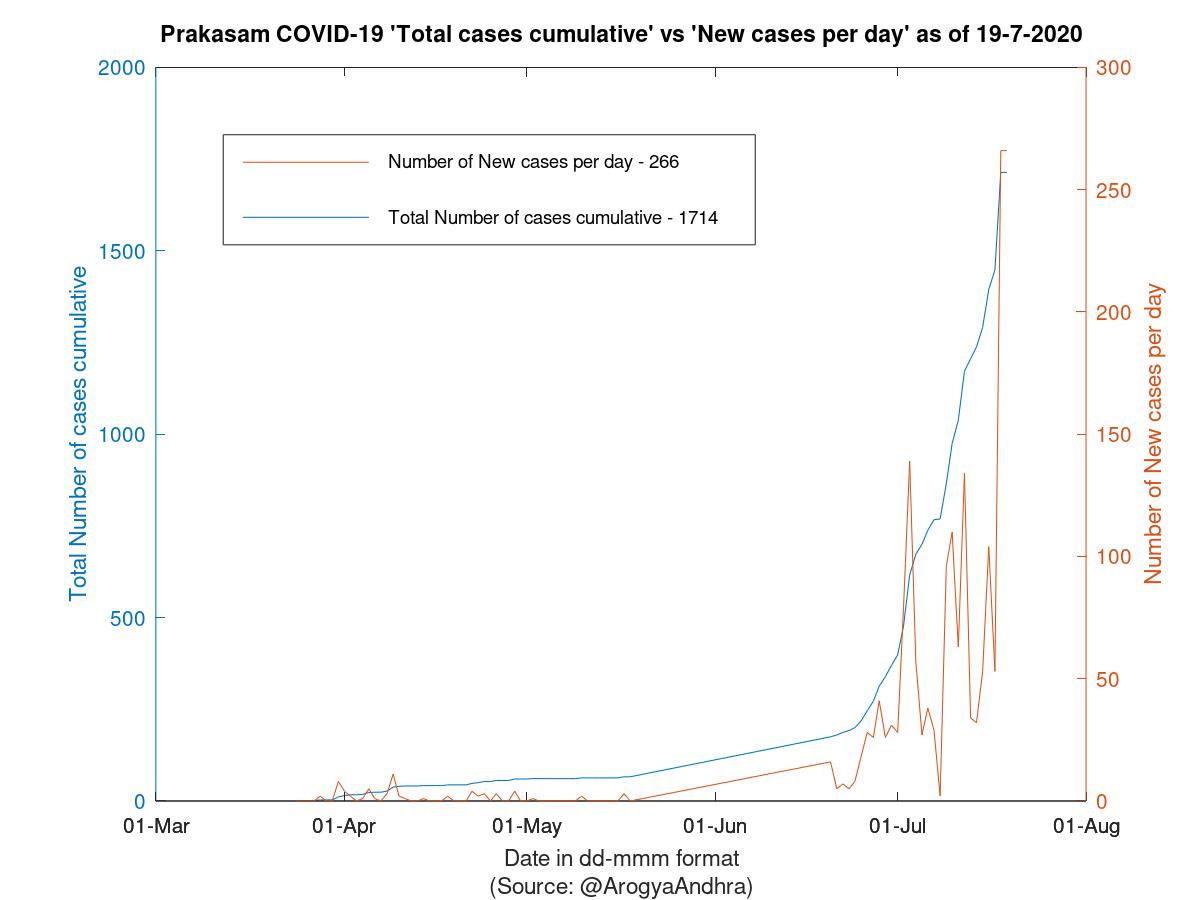 Prakasam COVID-19 'Total cases cumulative' vs 'New cases per day' as of 19-7-2020
2000
1500
1000
500
0
Total Number of cases cumulative
300
250
200
150
100
50
0
Number of New cases per day
Number of New cases per day - 266
Total Number of cases cumulative - 1714
01-Mar 01-Apr 01-May 01-Jun 01-Jul 01-Aug
Date in dd-mmm format
(Source: @ArogyaAndhra)